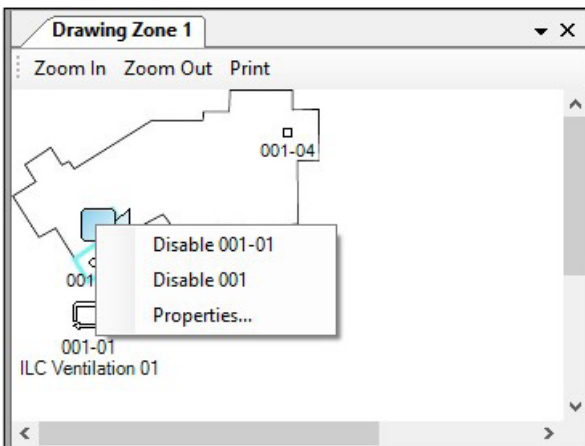 Drawing Zone 1
Zoom In Zoom Out Print
001-04
Disable 001-01
001
Disable 001
Properties...
001-01
ILC Ventilation 01